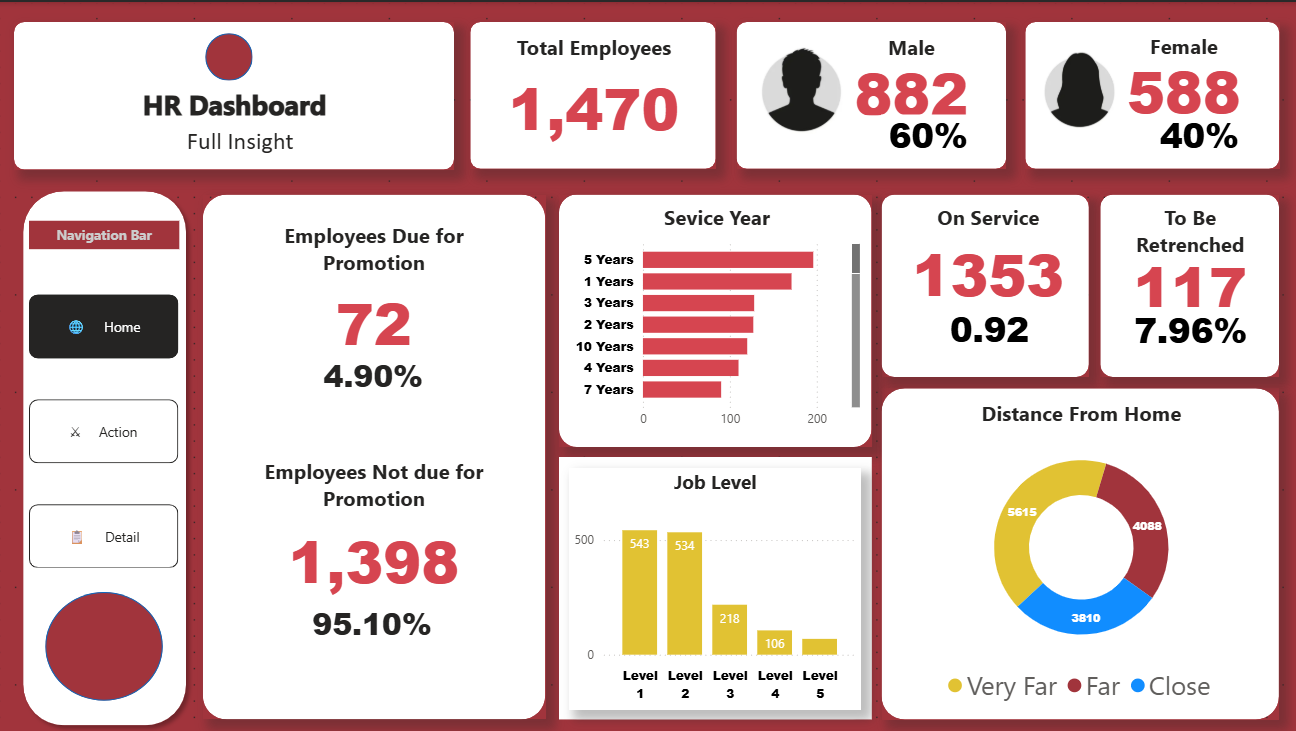 HR Dashboard
Full Insight
Total Employees
1,470
Male
882
60%
Female
588
40%
Navigation Bar
Home
Action
Detail
Employees Due for
Promotion
72
4.90%
Employees Not due for
Promotion
1,398
95.10%
Sevice Year
5 Years
1 Years
3 Years
2 Years
10 Years
4 Years
7 Years
0 100 200
Job Level
500
0
543
534
218
106
Level 1
Level 2
Level 3
Level 4
Level 5
On Service
1353
0.92
To Be
Retrenched
117
7.96%
Distance From Home
5615
4088
3810
Very Far Far Close